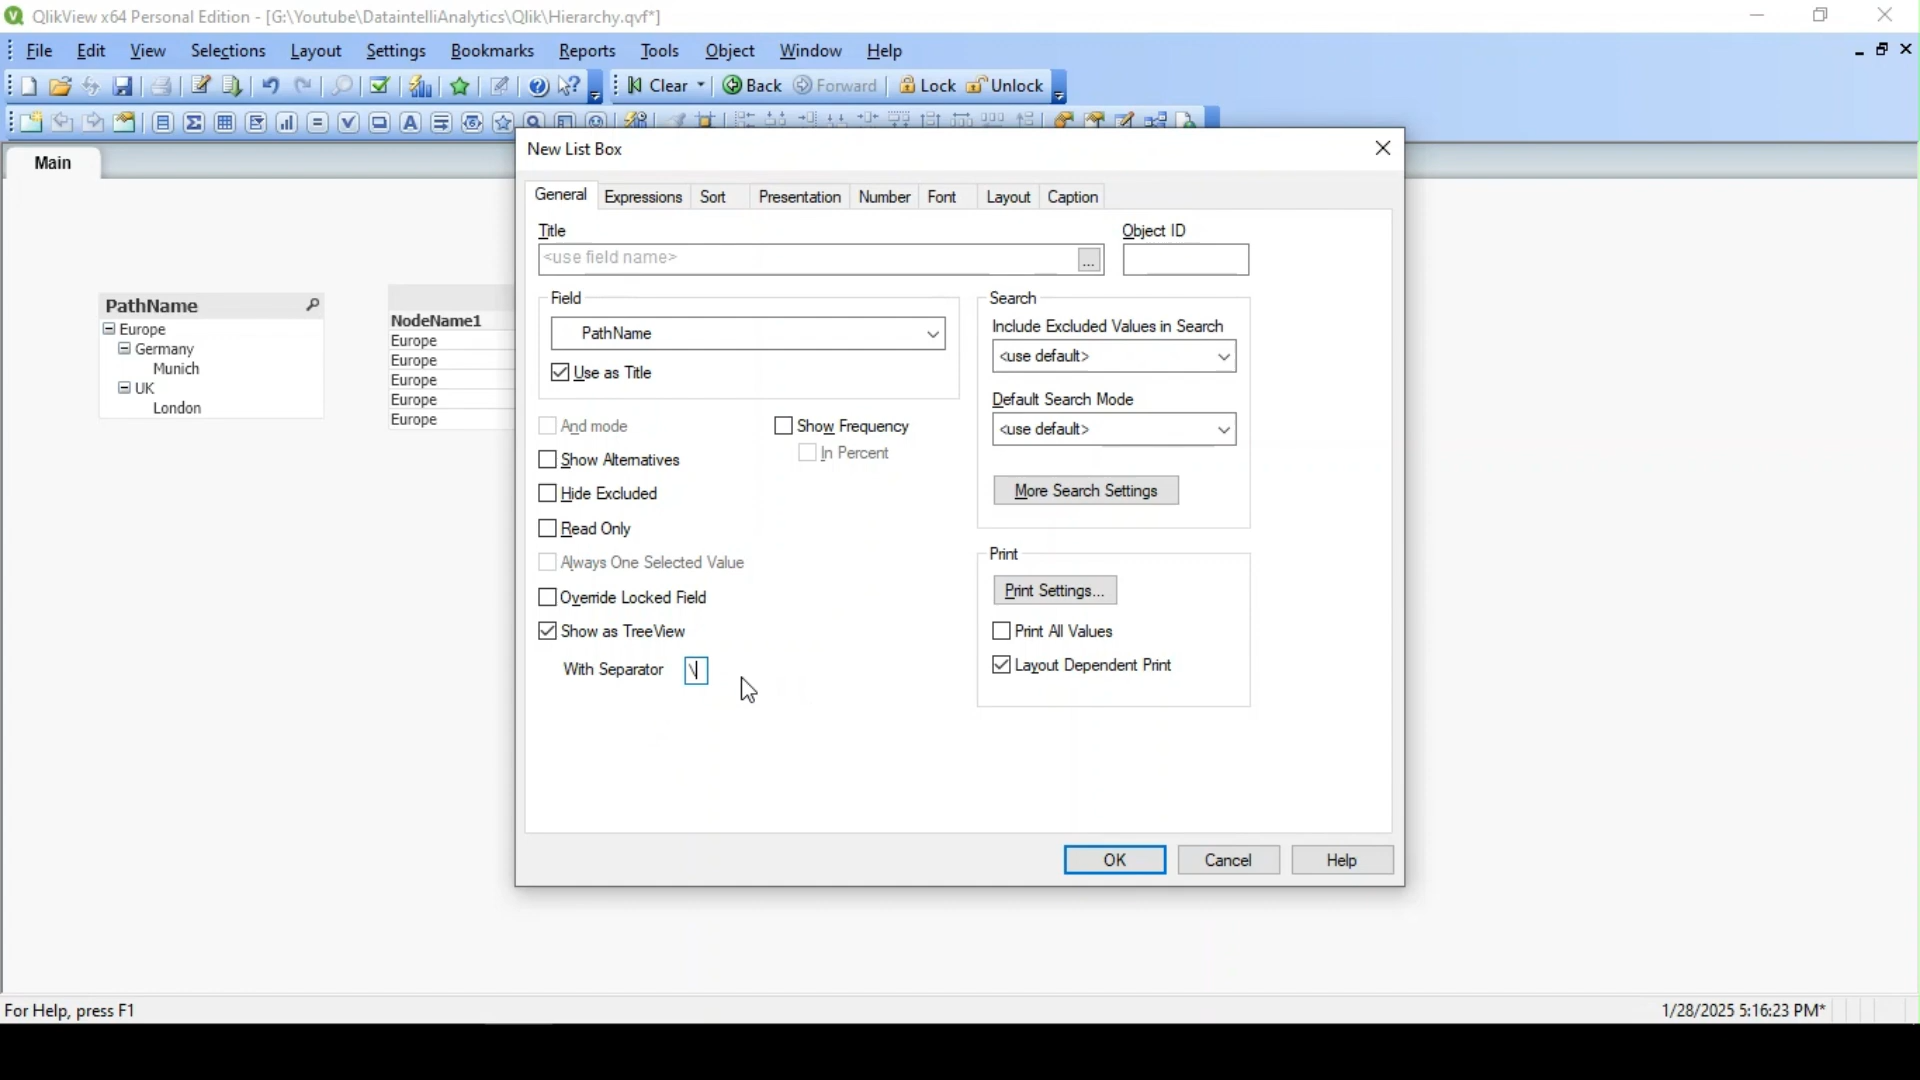 QlikView x64 Personal Edition - [G:\Youtube\DataintelliAnalytics\Qlik\Hierarchy.qvf*]
File Edit View Selections Layout Settings Bookmarks Reports Tools Object Window Help
Clear Back Forward Lock Unlock
Main
New List Box
General Expressions Sort Presentation Number Font Layout Caption
Title
Object ID
<use field name>
...
Field
PathName
Use as Title
And mode
Show Alternatives
Hide Excluded
Read Only
Always One Selected Value
Override Locked Field
Show as TreeView
With Separator \
Show Frequency
In Percent
Search
Include Excluded Values in Search
<use default>
Default Search Mode
<use default>
More Search Settings
Print
Print Settings...
Print All Values
Layout Dependent Print
OK Cancel Help
PathName
Europe
Germany
Munich
UK
London
NodeName1
Europe
Europe
Europe
Europe
Europe
For Help, press F1
1/28/2025 5:16:23 PM*